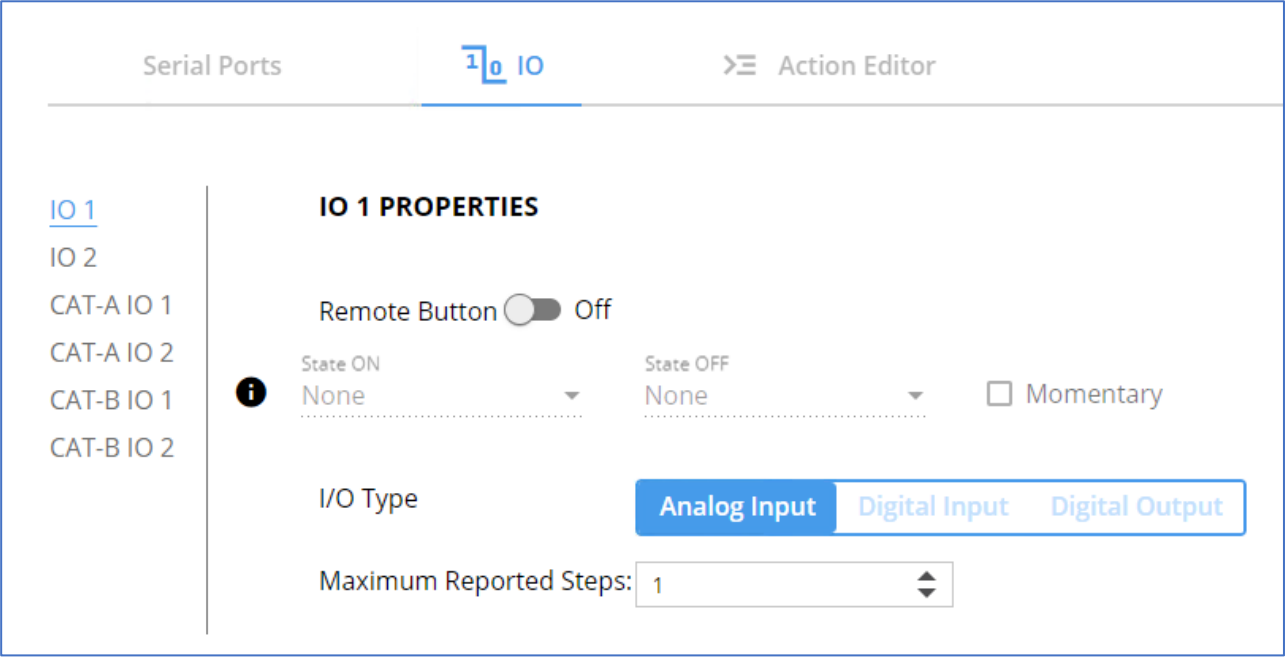 Serial Ports
1 0 IO
Action Editor
IO 1
IO 2
CAT-A IO 1
CAT-A IO 2
CAT-B IO 1
CAT-B IO 2
IO 1 PROPERTIES
Remote Button Off
i
State ON
None
State OFF
None
Momentary
I/O Type
Analog Input Digital Input Digital Output
Maximum Reported Steps: 1